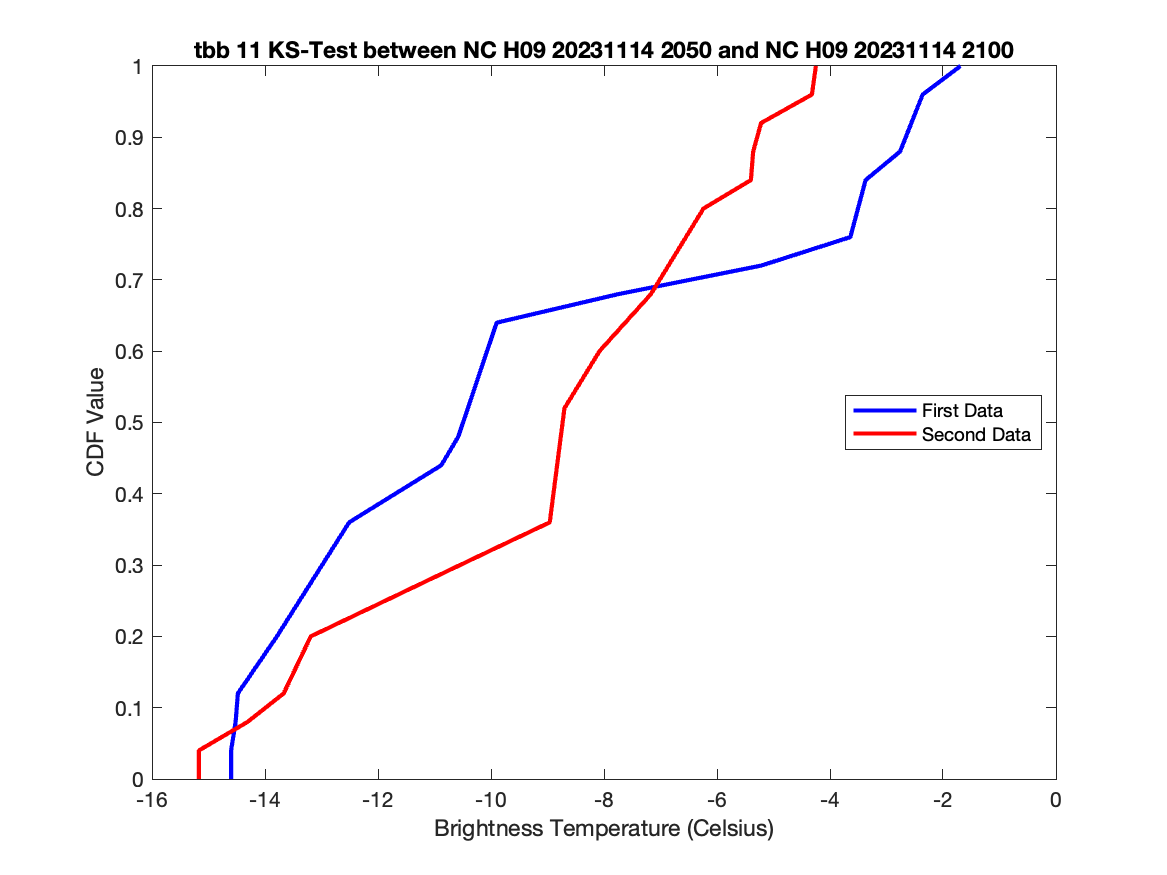 tbb 11 KS-Test between NC H09 20231114 2050 and NC H09 20231114 2100
1
0.9
0.8
0.7
0.6
0.5
0.4
0.3
0.2
0.1
0
CDF Value
First Data
Second Data
-16 -14 -12 -10 -8 -6 -4 -2 0
Brightness Temperature (Celsius)